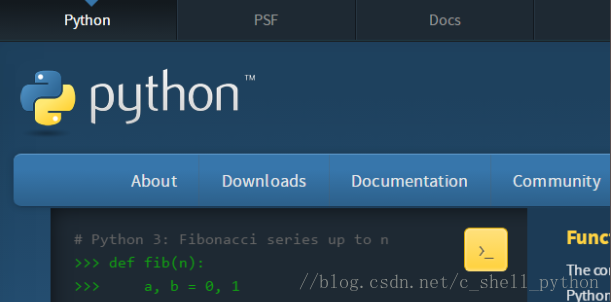 Python PSF Docs
python™
About Downloads Documentation Community
# Python 3: Fibonacci series up to n
>>> def fib(n):
>>> a, b = 0, 1
>_
Func
The cor
Python
//blog.csdn.net/c_shell_python